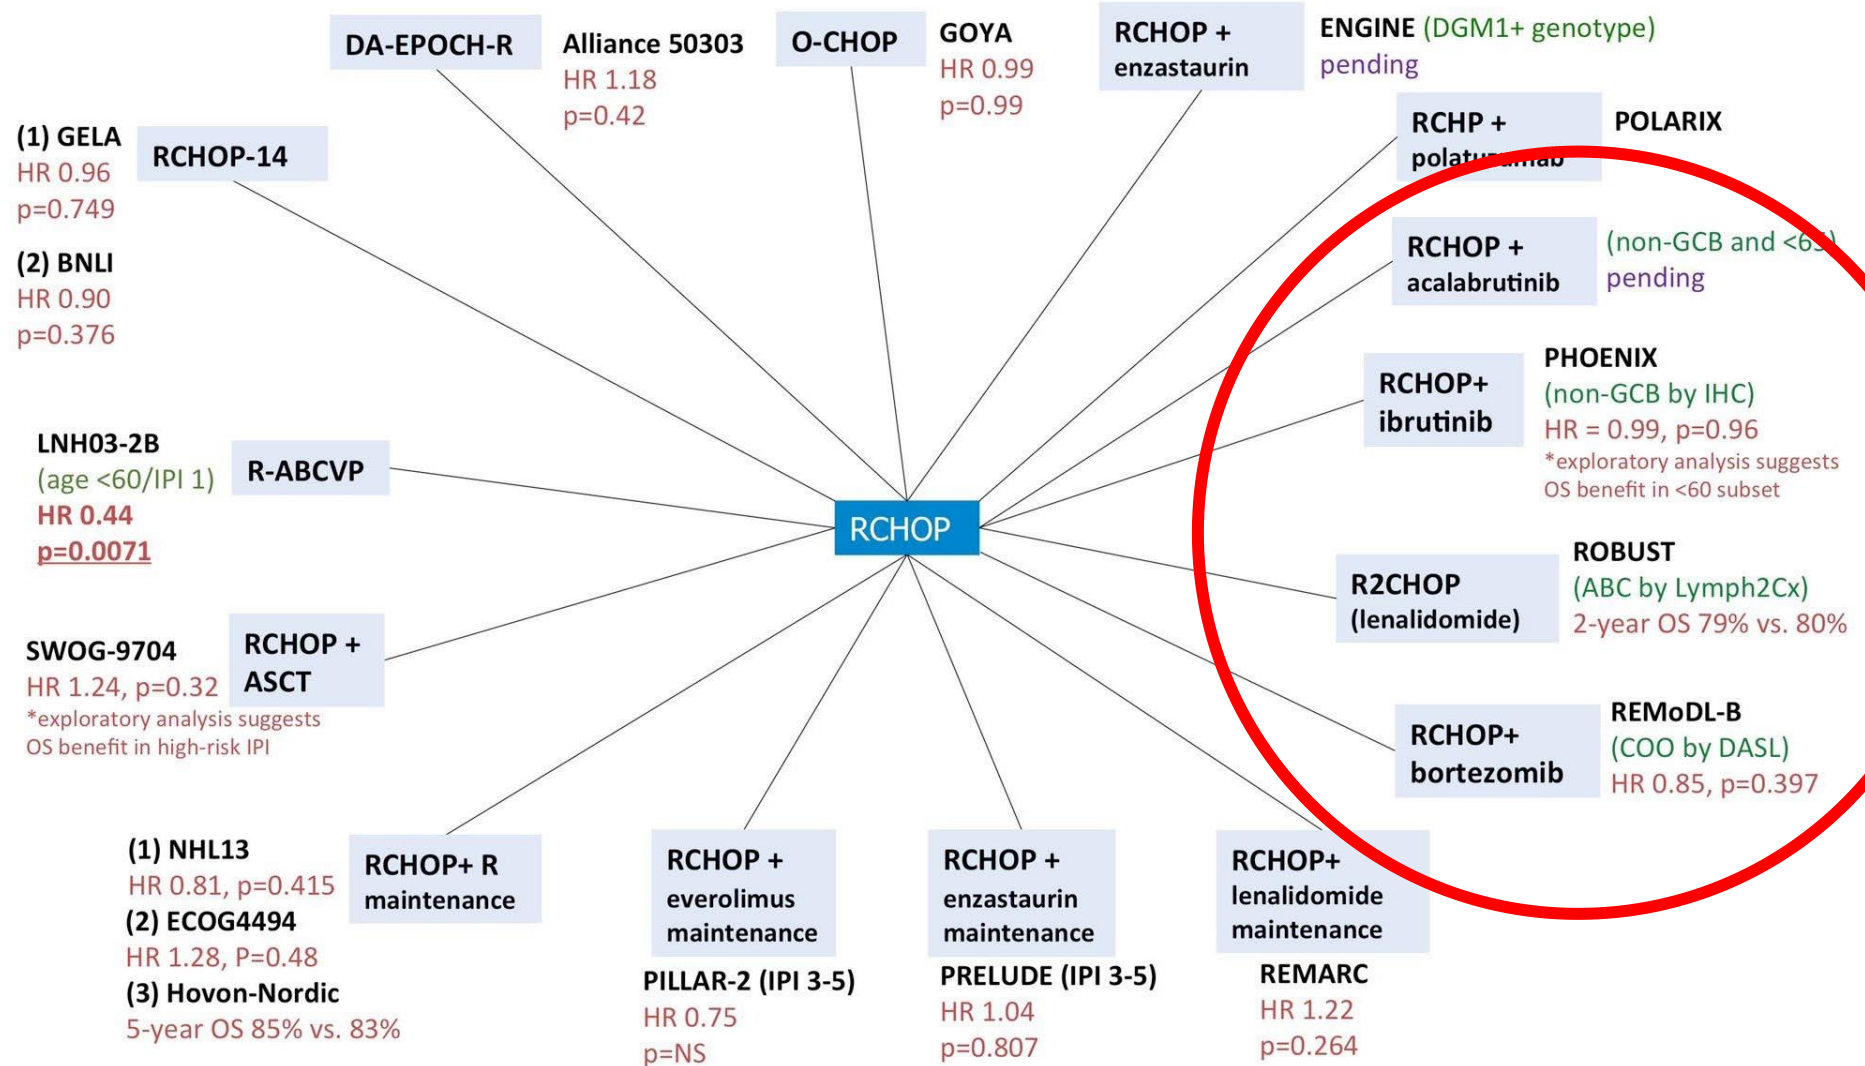 DA-EPOCH-R
Alliance 50303
HR 1.18
p=0.42
O-CHOP
GOYA
HR 0.99
p=0.99
RCHOP +
enzastaurin
ENGINE (DGM1+ genotype)
pending
RCHP +
polatuzumab
POLARIX
(1) GELA
HR 0.96
p=0.749
(2) BNLI
HR 0.90
p=0.376
RCHOP-14
RCHOP +
acalabrutinib
(non-GCB and <65)
pending
RCHOP+
ibrutinib
PHOENIX
(non-GCB by IHC)
HR = 0.99, p=0.96
*exploratory analysis suggests
OS benefit in <60 subset
LNH03-2B
(age <60/IPI 1)
HR 0.44
p=0.0071
R-ABCVP
RCHOP
R2CHOP
(lenalidomide)
ROBUST
(ABC by Lymph2Cx)
2-year OS 79% vs. 80%
SWOG-9704
HR 1.24, p=0.32
*exploratory analysis suggests
OS benefit in high-risk IPI
RCHOP +
ASCT
RCHOP+
bortezomib
REMoDL-B
(COO by DASL)
HR 0.85, p=0.397
(1) NHL13
HR 0.81, p=0.415
(2) ECOG4494
HR 1.28, P=0.48
(3) Hovon-Nordic
5-year OS 85% vs. 83%
RCHOP+ R
maintenance
RCHOP +
everolimus
maintenance
PILLAR-2 (IPI 3-5)
HR 0.75
p=NS
RCHOP +
enzastaurin
maintenance
PRELUDE (IPI 3-5)
HR 1.04
p=0.807
RCHOP+
lenalidomide
maintenance
REMARC
HR 1.22
p=0.264